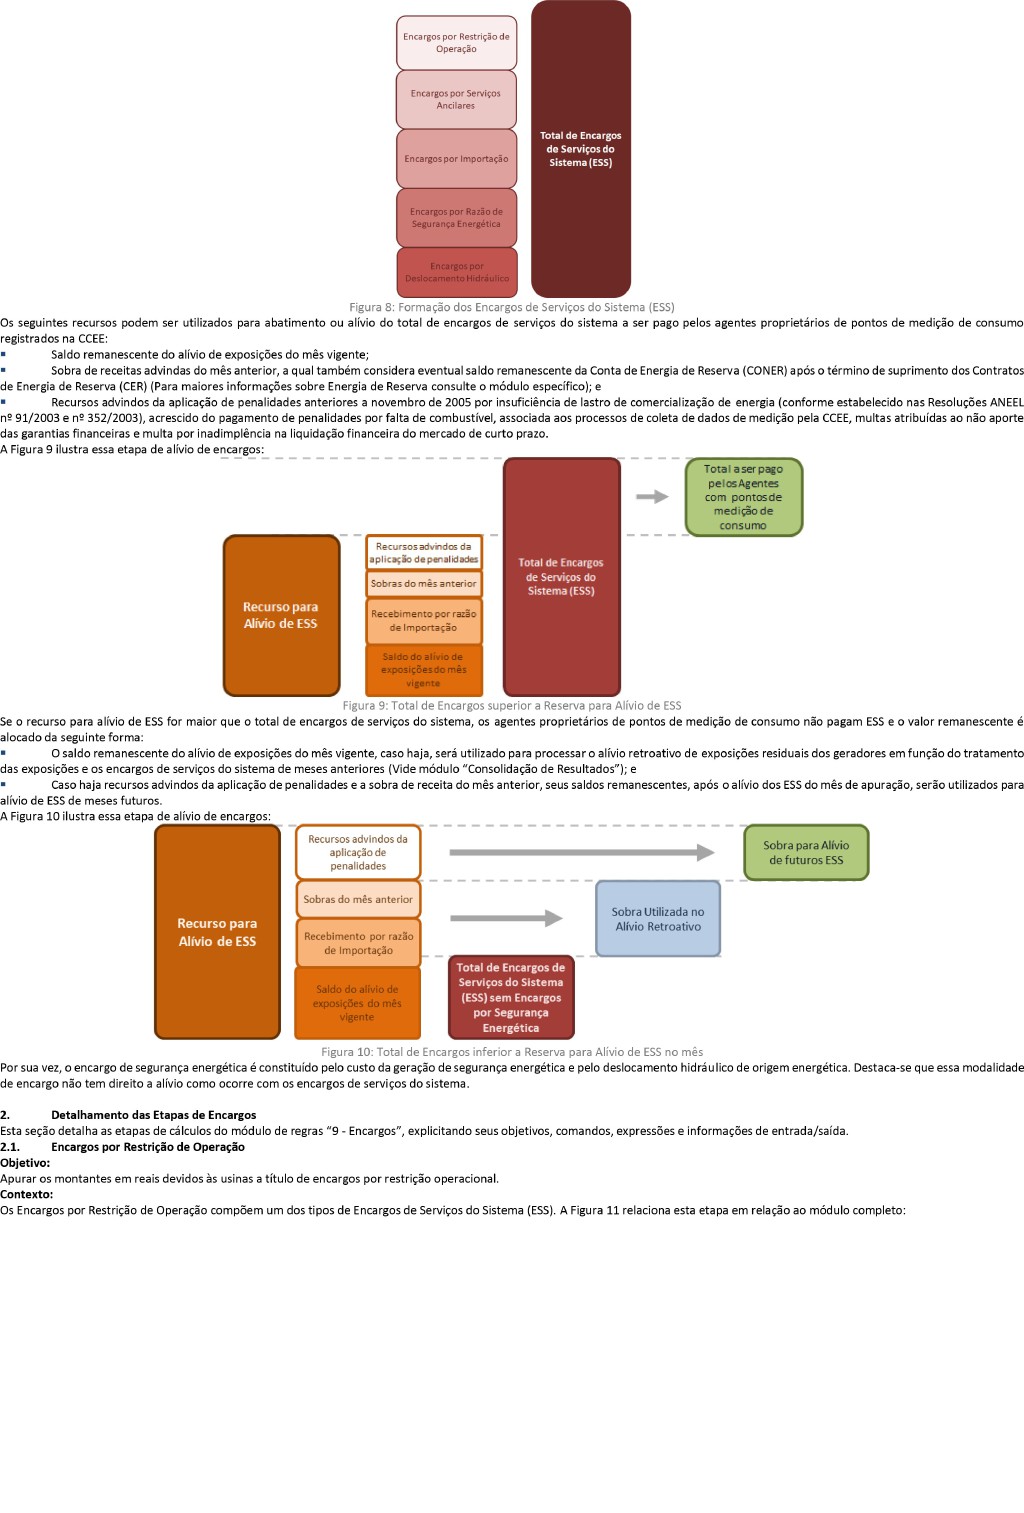 Encargos por Restrição de
Operação
Encargos por Serviços
Ancilares
Encargos por Importação
Encargos por Razão de
Segurança Energética
Encargos por
Deslocamento Hidráulico
Total de Encargos
de Serviços do
Sistema (ESS)
Figura 8: Formação dos Encargos de Serviços do Sistema (ESS)
Os seguintes recursos podem ser utilizados para abatimento ou alívio do total de encargos de serviços do sistema a ser pago pelos agentes proprietários de pontos de medição de consumo
registrados na CCEE:
▪ Saldo remanescente do alívio de exposições do mês vigente;
▪ Sobra de receitas advindas do mês anterior, a qual também considera eventual saldo remanescente da Conta de Energia de Reserva (CONER) após o término de suprimento dos Contratos
de Energia de Reserva (CER) (Para maiores informações sobre Energia de Reserva consulte o módulo específico); e
▪ Recursos advindos da aplicação de penalidades anteriores a novembro de 2005 por insuficiência de lastro de comercialização de energia (conforme estabelecido nas Resoluções ANEEL
nº 91/2003 e nº 352/2003), acrescido do pagamento de penalidades por falta de combustível, associada aos processos de coleta de dados de medição pela CCEE, multas atribuídas ao não aporte
das garantias financeiras e multa por inadimplência na liquidação financeira do mercado de curto prazo.
A Figura 9 ilustra essa etapa de alívio de encargos:
Recurso para
Alívio de ESS
Recursos advindos da
aplicação de penalidades
Sobras do mês anterior
Recebimento por razão
de Importação
Saldo do alívio de
exposições do mês
vigente
Total de Encargos
de Serviços do
Sistema (ESS)
Total a ser pago
pelos Agentes
com pontos de
medição de
consumo
Figura 9: Total de Encargos superior a Reserva para Alívio de ESS
Se o recurso para alívio de ESS for maior que o total de encargos de serviços do sistema, os agentes proprietários de pontos de medição de consumo não pagam ESS e o valor remanescente é
alocado da seguinte forma:
▪ O saldo remanescente do alívio de exposições do mês vigente, caso haja, será utilizado para processar o alívio retroativo de exposições residuais dos geradores em função do tratamento
das exposições e os encargos de serviços do sistema de meses anteriores (Vide módulo “Consolidação de Resultados”); e
▪ Caso haja recursos advindos da aplicação de penalidades e a sobra de receita do mês anterior, seus saldos remanescentes, após o alívio dos ESS do mês de apuração, serão utilizados para
alívio de ESS de meses futuros.
A Figura 10 ilustra essa etapa de alívio de encargos:
Recurso para
Alívio de ESS
Recursos advindos da
aplicação de
penalidades
Sobras do mês anterior
Recebimento por razão
de Importação
Saldo do alívio de
exposições do mês
vigente
Total de Encargos de
Serviços do Sistema
(ESS) sem Encargos
por Segurança
Energética
Sobra Utilizada no
Alívio Retroativo
Sobra para Alívio
de futuros ESS
Figura 10: Total de Encargos inferior a Reserva para Alívio de ESS no mês
Por sua vez, o encargo de segurança energética é constituído pelo custo da geração de segurança energética e pelo deslocamento hidráulico de origem energética. Destaca-se que essa modalidade
de encargo não tem direito a alívio como ocorre com os encargos de serviços do sistema.
2. Detalhamento das Etapas de Encargos
Esta seção detalha as etapas de cálculos do módulo de regras “9 - Encargos”, explicitando seus objetivos, comandos, expressões e informações de entrada/saída.
2.1. Encargos por Restrição de Operação
Objetivo:
Apurar os montantes em reais devidos às usinas a título de encargos por restrição operacional.
Contexto:
Os Encargos por Restrição de Operação compõem um dos tipos de Encargos de Serviços do Sistema (ESS). A Figura 11 relaciona esta etapa em relação ao módulo completo: